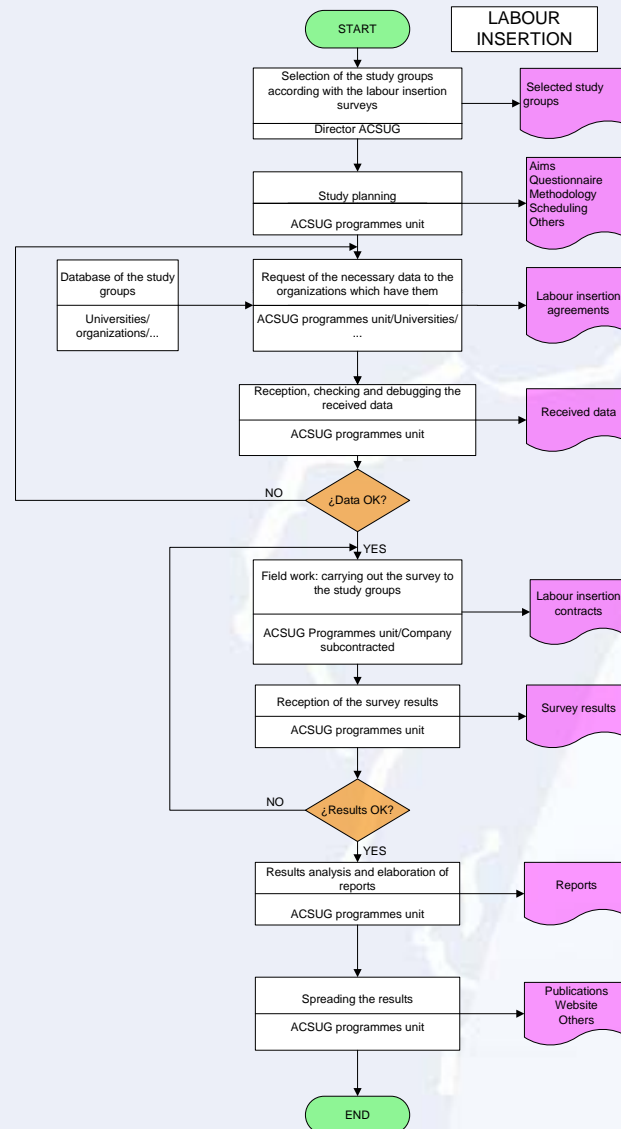 START
LABOUR
INSERTION
Selection of the study groups
according with the labour insertion
surveys
Director ACSUG
Selected study
groups
Study planning
ACSUG programmes unit
Aims
Questionnaire
Methodology
Scheduling
Others
Database of the study
groups
Universities/
organizations/...
Request of the necessary data to the
organizations which have them
ACSUG programmes unit/Universities/
...
Labour insertion
agreements
Reception, checking and debugging the
received data
ACSUG programmes unit
Received data
NO
¿Data OK?
YES
Field work: carrying out the survey to
the study groups
ACSUG Programmes unit/Company
subcontracted
Labour insertion
contracts
Reception of the survey results
ACSUG programmes unit
Survey results
NO
¿Results OK?
YES
Results analysis and elaboration of
reports
ACSUG programmes unit
Reports
Spreading the results
ACSUG programmes unit
Publications
Website
Others
END